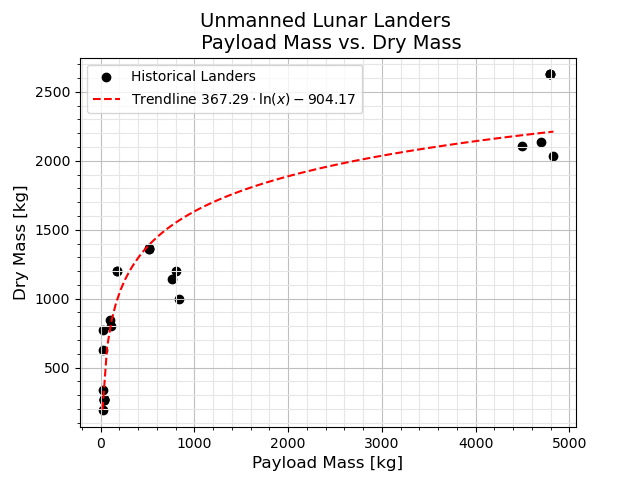 Unmanned Lunar Landers
Payload Mass vs. Dry Mass
Historical Landers
Trendline 367.29 · ln(x) − 904.17
2500
2000
1500
1000
500
Dry Mass [kg]
0 1000 2000 3000 4000 5000
Payload Mass [kg]